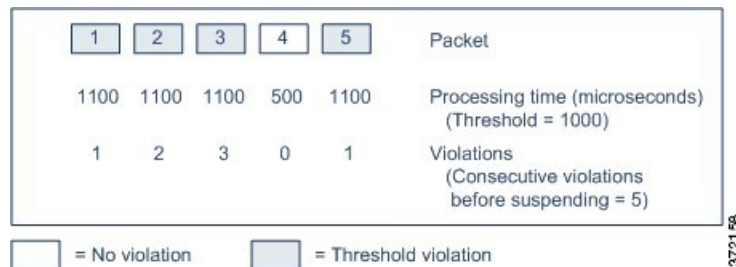 1 2 3 4 5 Packet
1100 1100 1100 500 1100 Processing time (microseconds)
(Threshold = 1000)
1 2 3 0 1 Violations
(Consecutive violations
before suspending = 5)
= No violation = Threshold violation
372158